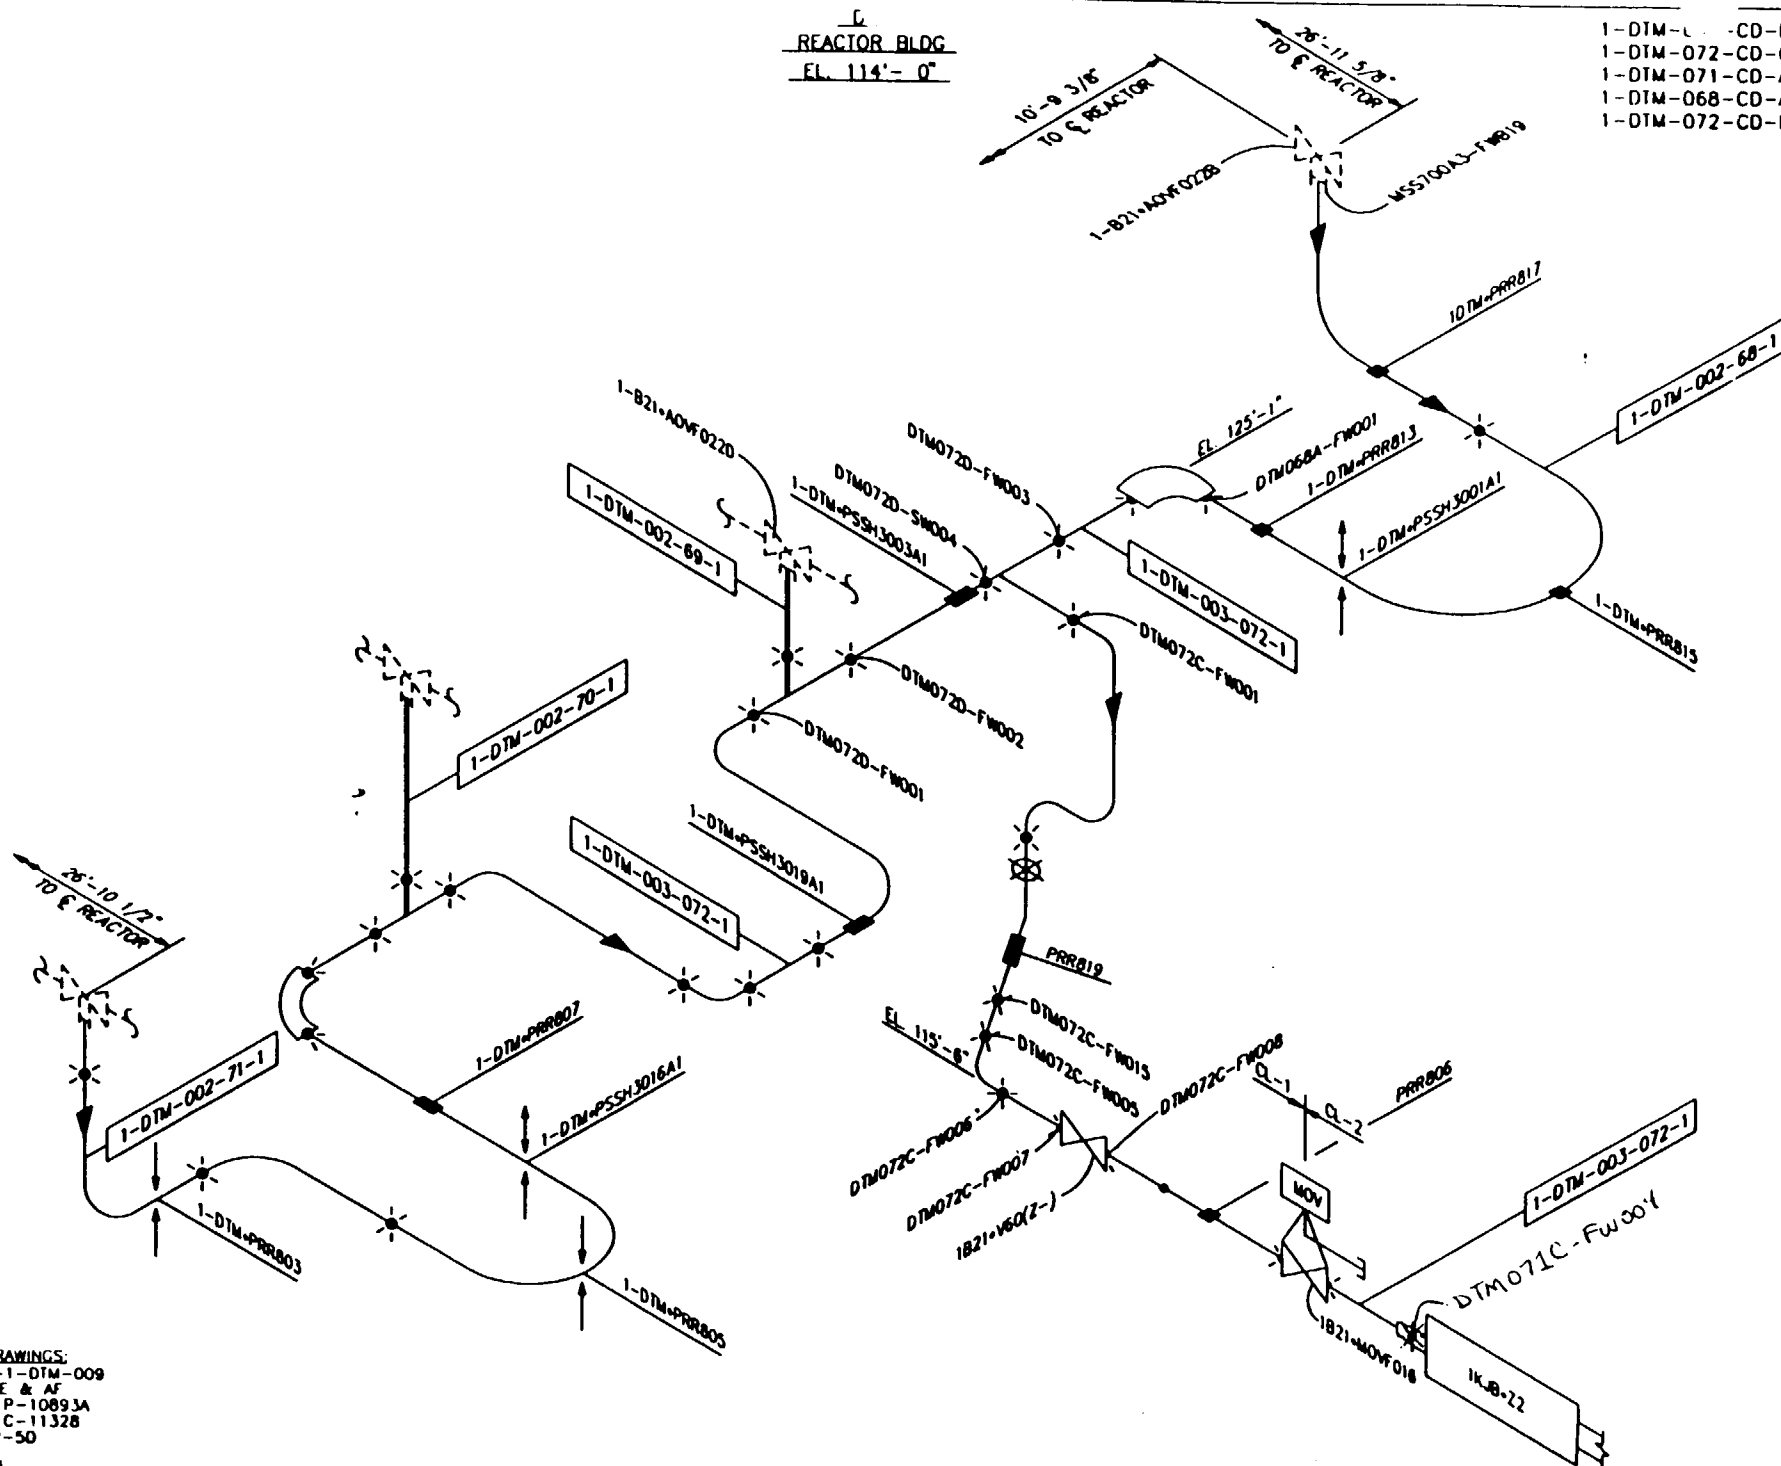 REACTOR BLDG
EL. 114'- 0"
1-DTM-072-CD-
1-DTM-071-CD-
1-DTM-068-CD-
1-DTM-072-CD-
26'-11 5/8"
TO ℄ REACTOR
10'-9 3/8"
TO ℄ REACTOR
1-B21*AOVF022B
MSS700A3-FW819
1DTM*PRR817
1-DTM-002-68-1
EL. 125'-1"
DTM068A-FW001
1-DTM*PRR813
1-DTM*PSSH3001A1
1-DTM*PRR815
1-B21*AOVF022D
1-DTM-002-69-1
DTM072D-FW003
DTM072D-SW004
1-DTM*PSSH3003A1
1-DTM-003-072-1
DTM072C-FW001
DTM072D-FW002
DTM072D-FW001
1-DTM-002-70-1
1-DTM*PSSH3019A1
1-DTM-003-072-1
26'-10 1/2"
TO ℄ REACTOR
1-DTM-002-71-1
1-DTM*PRR807
1-DTM*PSSH3016A1
1-DTM*PRR803
1-DTM*PRR805
PRR819
DTM072C-FW015
DTM072C-FW005
EL. 115'-6"
DTM072C-FW008
DTM072C-FW006
DTM072C-FW007
1B21*V60(Z-)
CL-1
CL-2
PRR806
MOV
1-DTM-003-072-1
DTM071C-FW004
1B21*MOVF016
1KJB*Z2
RAWINGS:
-1-DTM-009
E & AF
P-10893A
C-11328
-5D